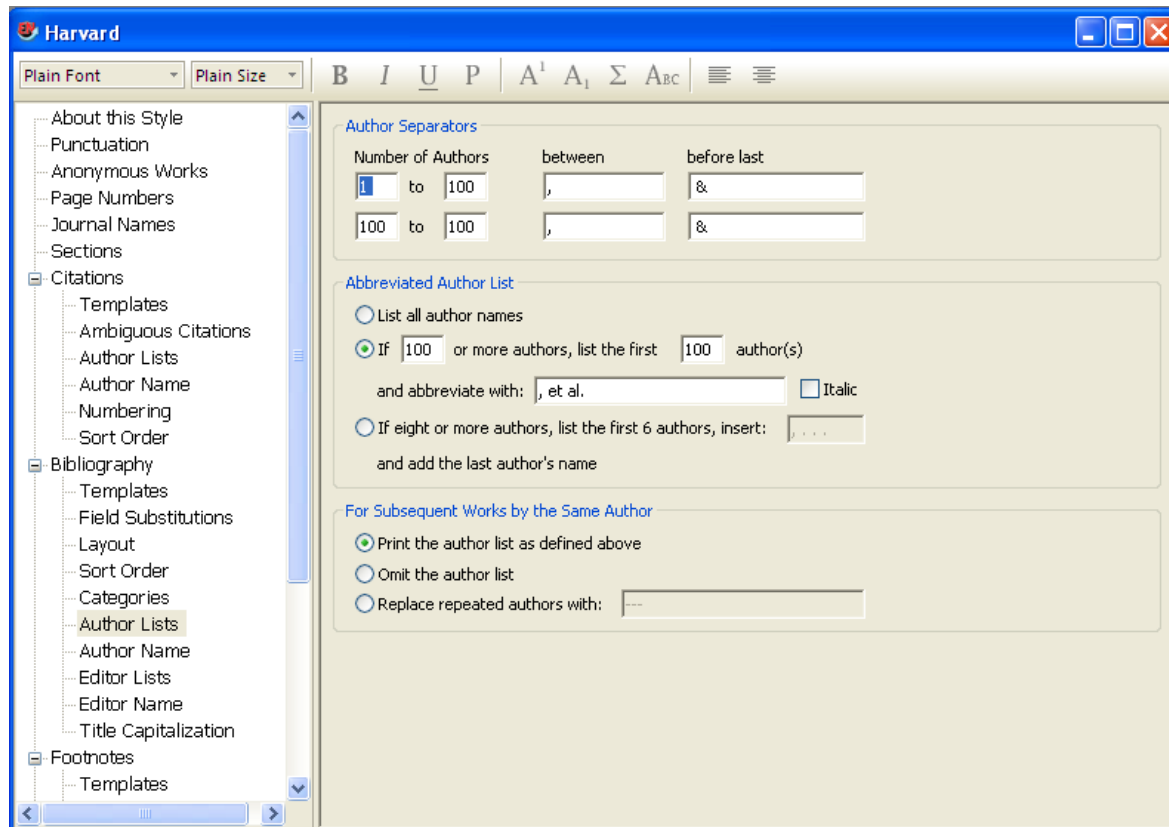 Harvard
Plain Font Plain Size B I U P A1 A1 Σ ABC
About this Style
Punctuation
Anonymous Works
Page Numbers
Journal Names
Sections
Citations
Templates
Ambiguous Citations
Author Lists
Author Name
Numbering
Sort Order
Bibliography
Templates
Field Substitutions
Layout
Sort Order
Categories
Author Lists
Author Name
Editor Lists
Editor Name
Title Capitalization
Footnotes
Templates
Author Separators
Number of Authors between before last
1 to 100 , &
100 to 100 , &
Abbreviated Author List
List all author names
If 100 or more authors, list the first 100 author(s)
and abbreviate with: , et al. Italic
If eight or more authors, list the first 6 authors, insert: , . . .
and add the last author's name
For Subsequent Works by the Same Author
Print the author list as defined above
Omit the author list
Replace repeated authors with: ---